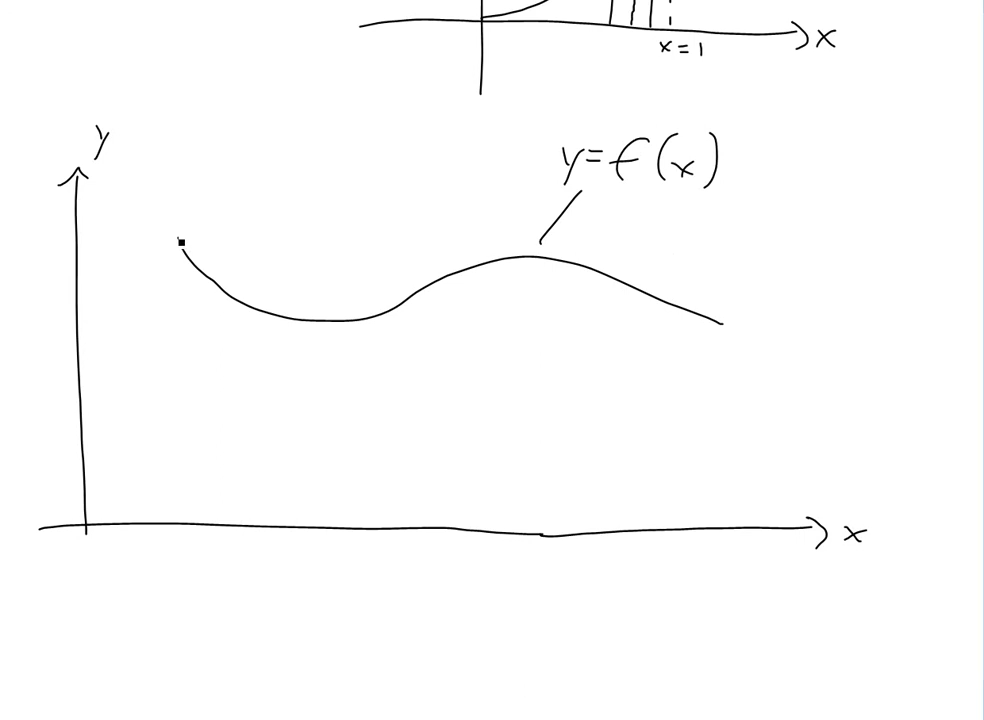 x
x = 1
y
y = f(x)
x